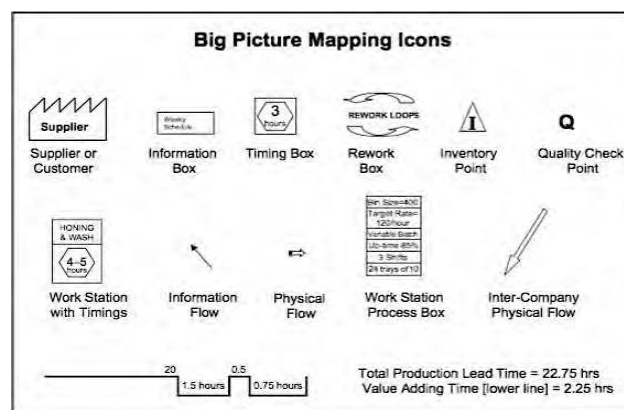 Big Picture Mapping Icons
Supplier
Weekly
Schedule
3
hours
REWORK LOOPS
I
Q
Supplier or
Customer
Information
Box
Timing Box
Rework
Box
Inventory
Point
Quality Check
Point
HONING
& WASH
4-5
hours
Bin Size=400
Target Rate=
120/hour
Variable Batch
Up-time 85%
3 Shifts
24 trays of 10
Work Station
with Timings
Information
Flow
Physical
Flow
Work Station
Process Box
Inter-Company
Physical Flow
20
0.5
1.5 hours
0.75 hours
Total Production Lead Time = 22.75 hrs
Value Adding Time [lower line] = 2.25 hrs